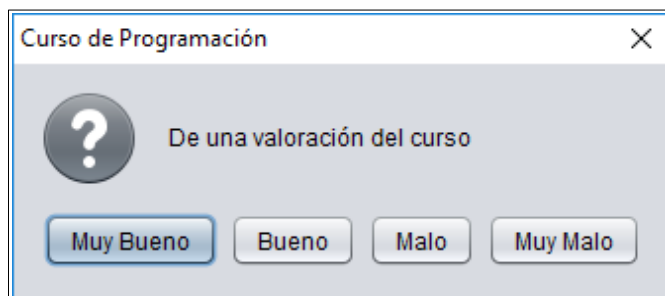 Curso de Programación
De una valoración del curso
Muy Bueno Bueno Malo Muy Malo